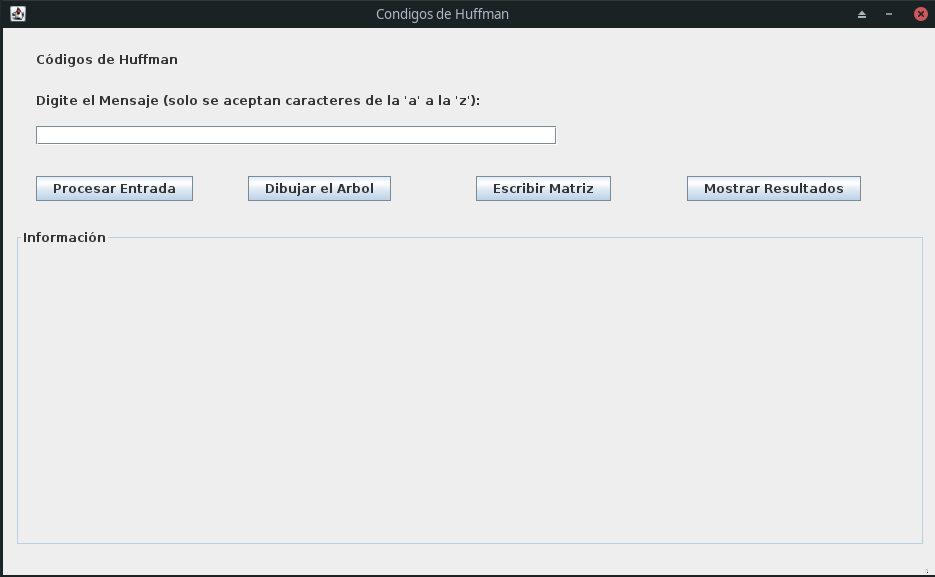 Condigos de Huffman
Códigos de Huffman
Digite el Mensaje (solo se aceptan caracteres de la 'a' a la 'z'):
Procesar Entrada Dibujar el Arbol Escribir Matriz Mostrar Resultados
Información